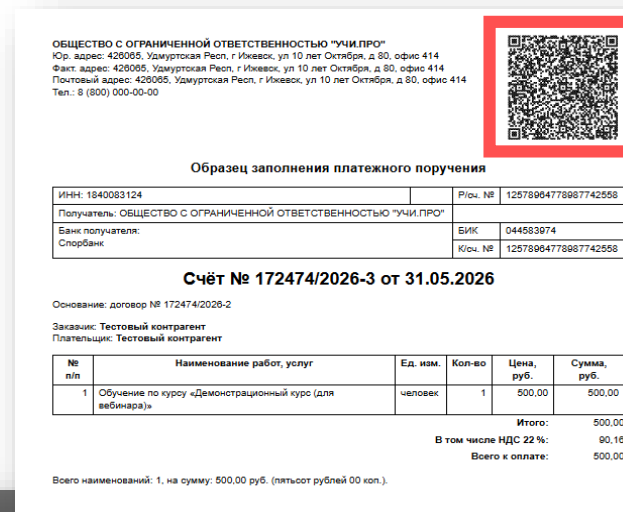 ОБЩЕСТВО С ОГРАНИЧЕННОЙ ОТВЕТСТВЕННОСТЬЮ "УЧИ.ПРО"
Юр. адрес: 426065, Удмуртская Респ, г Ижевск, ул 10 лет Октября, д 80, офис 414
Факт. адрес: 426065, Удмуртская Респ, г Ижевск, ул 10 лет Октября, д 80, офис 414
Почтовый адрес: 426065, Удмуртская Респ, г Ижевск, ул 10 лет Октября, д 80, офис 414
Тел.: 8 (800) 000-00-00
Образец заполнения платежного поручения
ИНН: 1840083124 Р/сч. № 12578964778987742558
Получатель: ОБЩЕСТВО С ОГРАНИЧЕННОЙ ОТВЕТСТВЕННОСТЬЮ "УЧИ.ПРО"
Банк получателя: БИК 044583974
Спорбанк К/сч. № 12578964778987742558
Счёт № 172474/2026-3 от 31.05.2026
Основание: договор № 172474/2026-2
Заказчик: Тестовый контрагент
Плательщик: Тестовый контрагент
№ Наименование работ, услуг Ед. изм. Кол-во Цена, Сумма,
п/п руб. руб.
1 Обучение по курсу «Демонстрационный курс (для человек 1 500,00 500,00
вебинара)»
Итого: 500,00
В том числе НДС 22 %: 90,16
Всего к оплате: 500,00
Всего наименований: 1, на сумму: 500,00 руб. (пятьсот рублей 00 коп.).